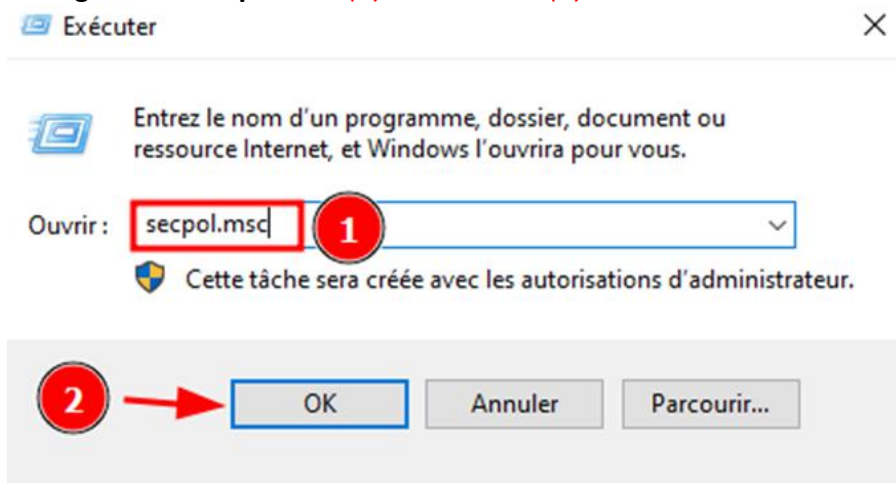 Exécuter
Entrez le nom d'un programme, dossier, document ou
ressource Internet, et Windows l'ouvrira pour vous.
Ouvrir :
secpol.msc
1
Cette tâche sera créée avec les autorisations d'administrateur.
2
OK
Annuler
Parcourir...